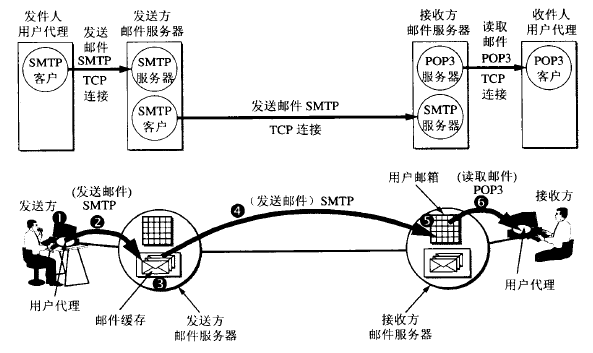 发件人
用户代理
发送
邮件
SMTP
TCP
连接
SMTP
客户
发送方
邮件服务器
SMTP
服务器
SMTP
客户
发送邮件 SMTP
TCP 连接
接收方
邮件服务器
POP3
服务器
SMTP
服务器
读取
邮件
POP3
TCP
连接
收件人
用户代理
POP3
客户
发送方
❶
(发送邮件)
SMTP
❷
用户代理
❸
邮件缓存
发送方
邮件服务器
❹
(发送邮件) SMTP
用户邮箱
❺
接收方
邮件服务器
(读取邮件)
POP3
❻
接收方
用户代理